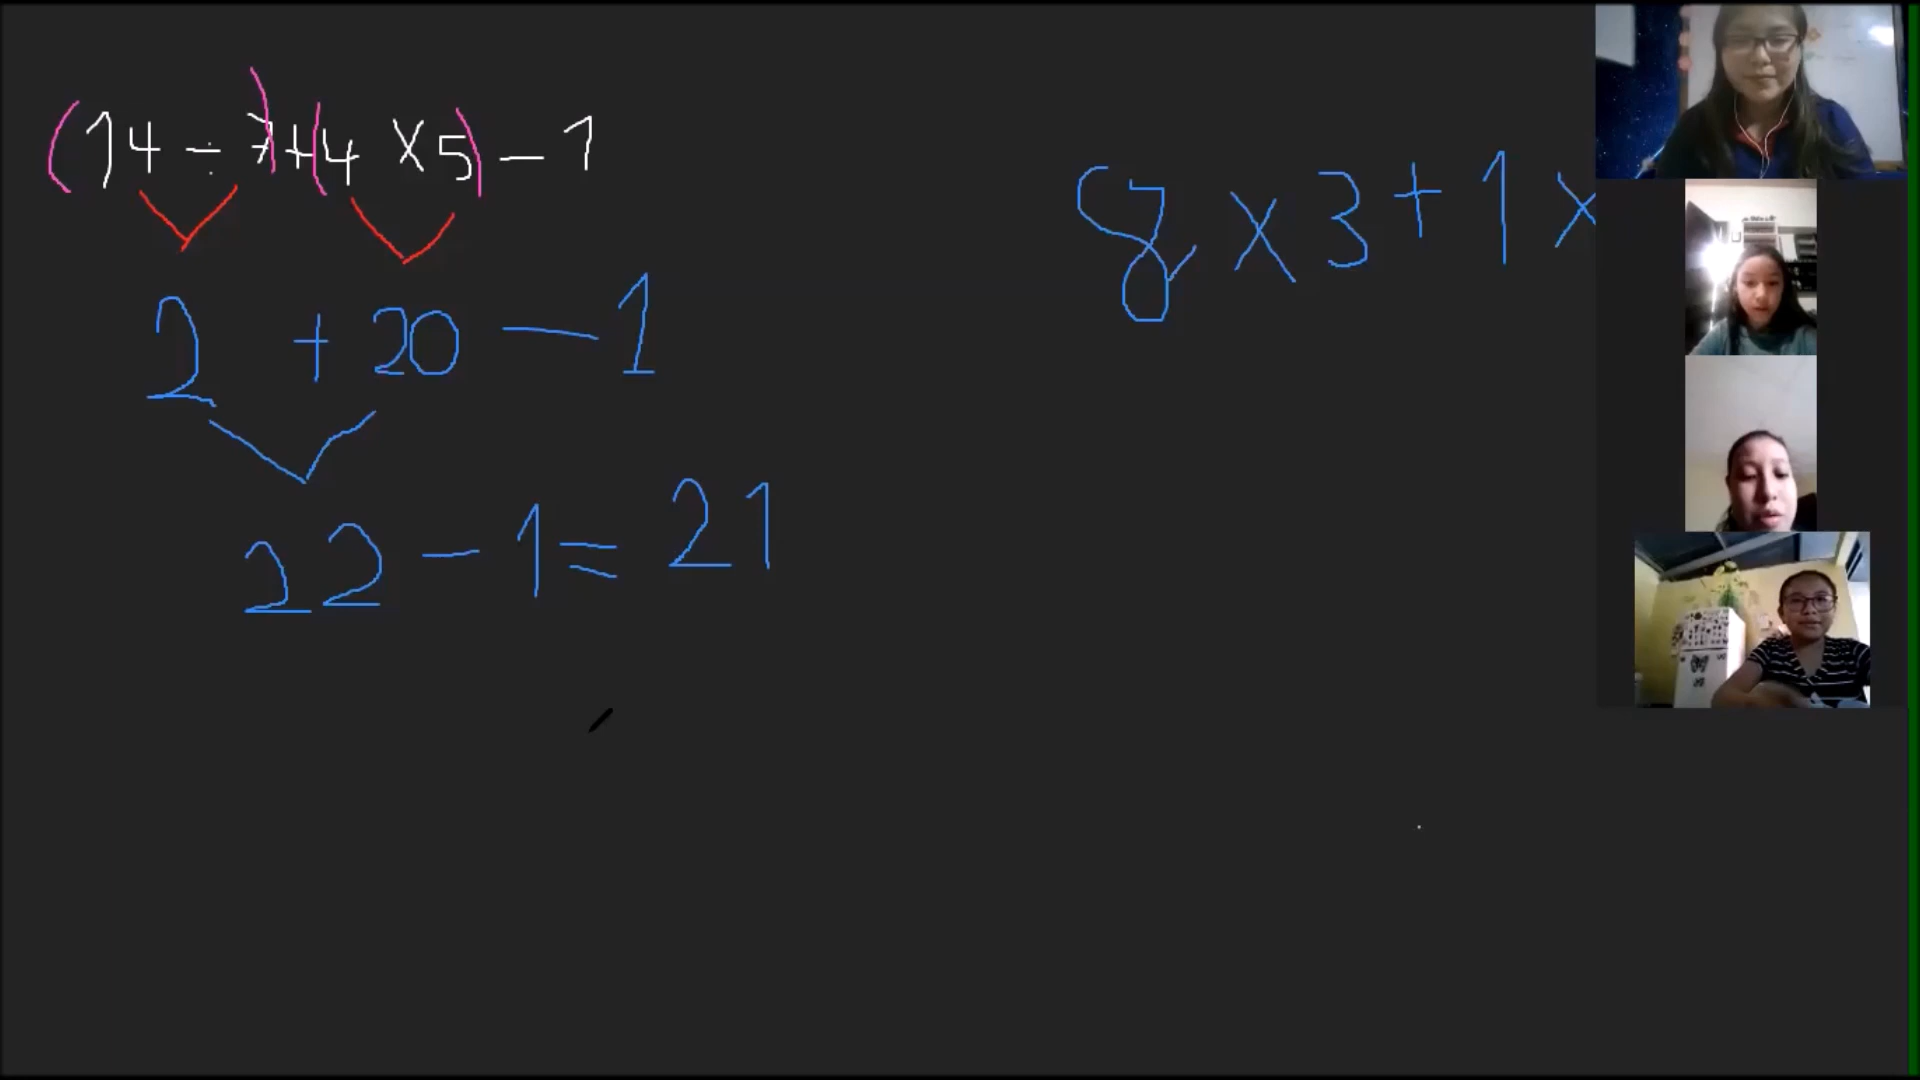 (14 ÷ 7)+(4 × 5) – 1
2 + 20 – 1
22 – 1 = 21
8 × 3 + 1 ×